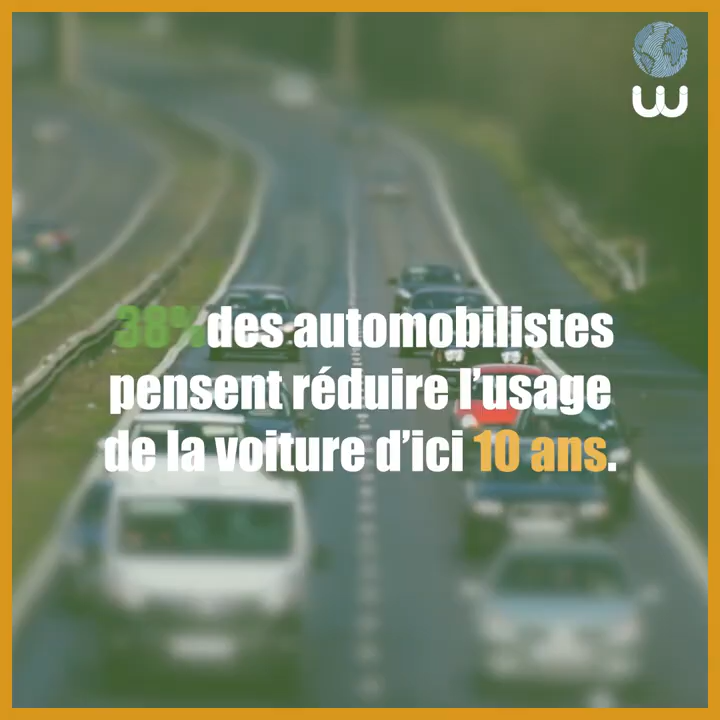 38% des automobilistes
pensent réduire l’usage
de la voiture d’ici 10 ans.